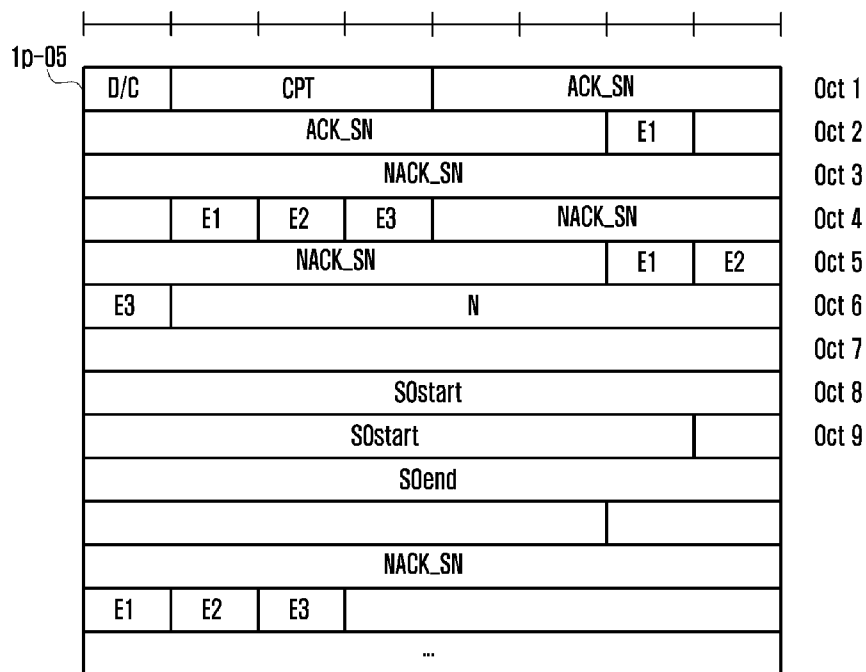 1p-05
D/C CPT ACK_SN Oct 1
ACK_SN E1 Oct 2
NACK_SN Oct 3
E1 E2 E3 NACK_SN Oct 4
NACK_SN E1 E2 Oct 5
E3 N Oct 6
Oct 7
SOstart Oct 8
SOstart Oct 9
SOend
NACK_SN
E1 E2 E3
...